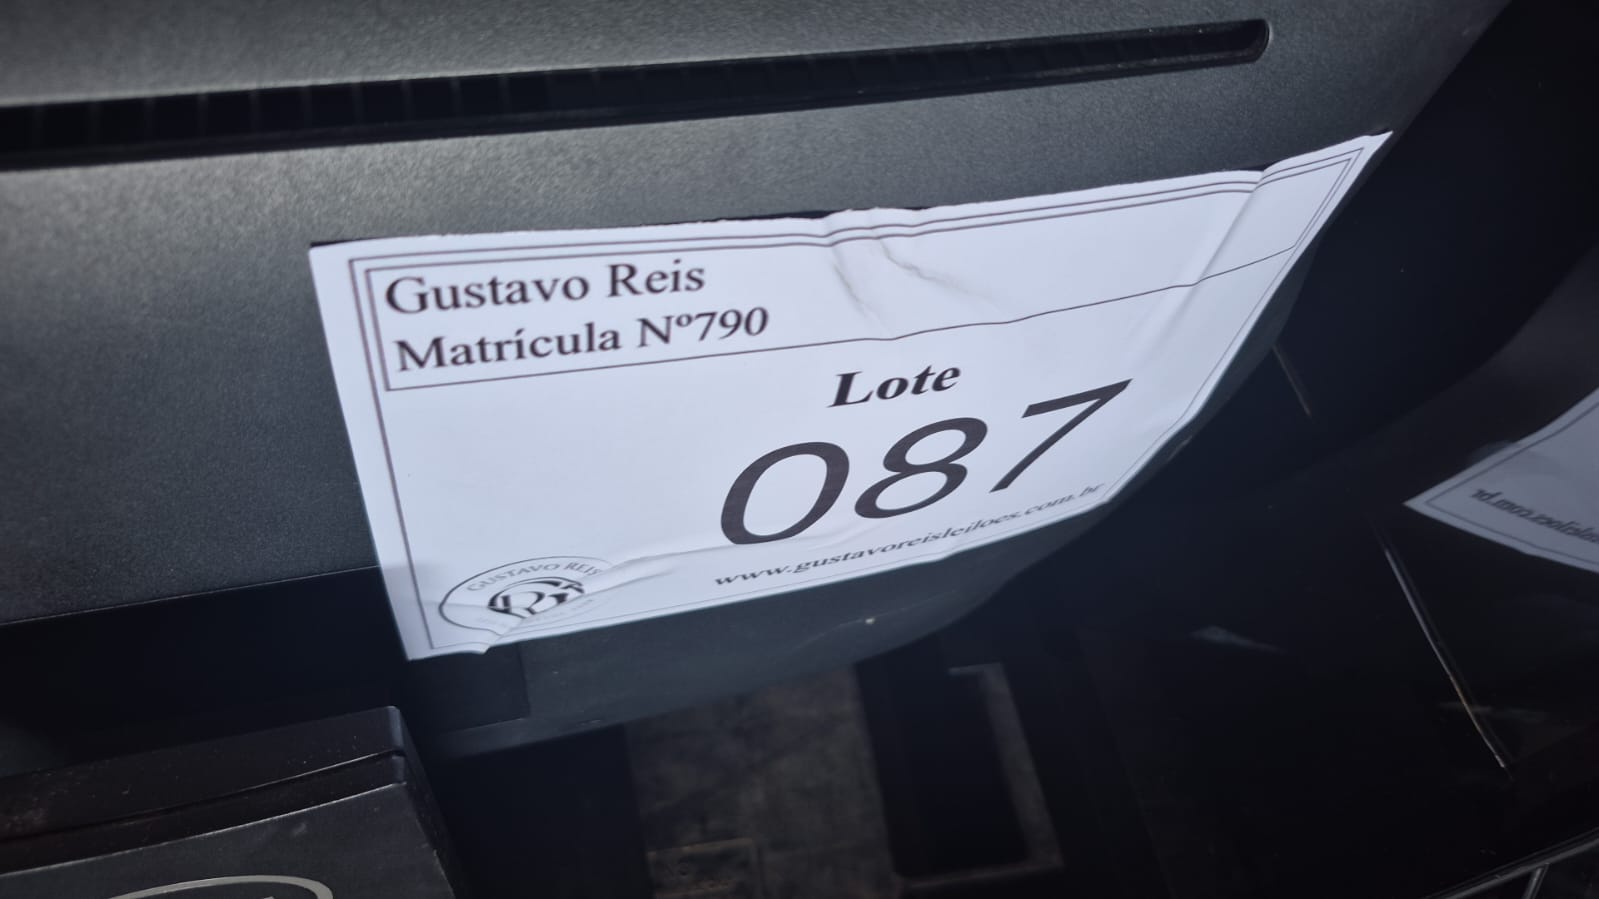 Gustavo Reis
Matrícula Nº790
Lote
087
www.gustavoreisleiloes.com.br
GUSTAVO REIS